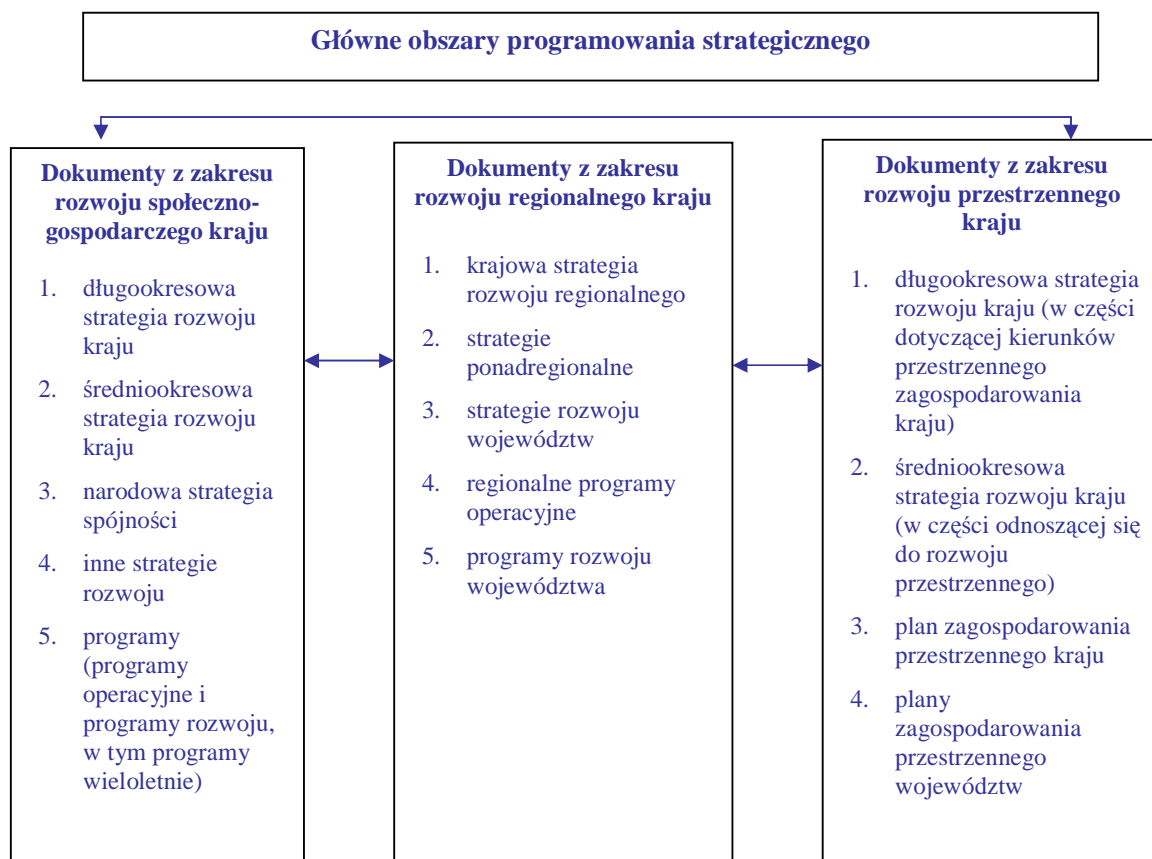 Główne obszary programowania strategicznego
Dokumenty z zakresu
rozwoju społeczno-
gospodarczego kraju
1. długookresowa
strategia rozwoju
kraju
2. średniookresowa
strategia rozwoju
kraju
3. narodowa strategia
spójności
4. inne strategie
rozwoju
5. programy
(programy
operacyjne i
programy rozwoju,
w tym programy
wieloletnie)
Dokumenty z zakresu
rozwoju regionalnego kraju
1. krajowa strategia
rozwoju regionalnego
2. strategie
ponadregionalne
3. strategie rozwoju
województw
4. regionalne programy
operacyjne
5. programy rozwoju
województwa
Dokumenty z zakresu
rozwoju przestrzennego
kraju
1. długookresowa strategia
rozwoju kraju (w części
dotyczącej kierunków
przestrzennego
zagospodarowania
kraju)
2. średniookresowa
strategia rozwoju kraju
(w części odnoszącej się
do rozwoju
przestrzennego)
3. plan zagospodarowania
przestrzennego kraju
4. plany
zagospodarowania
przestrzennego
województw